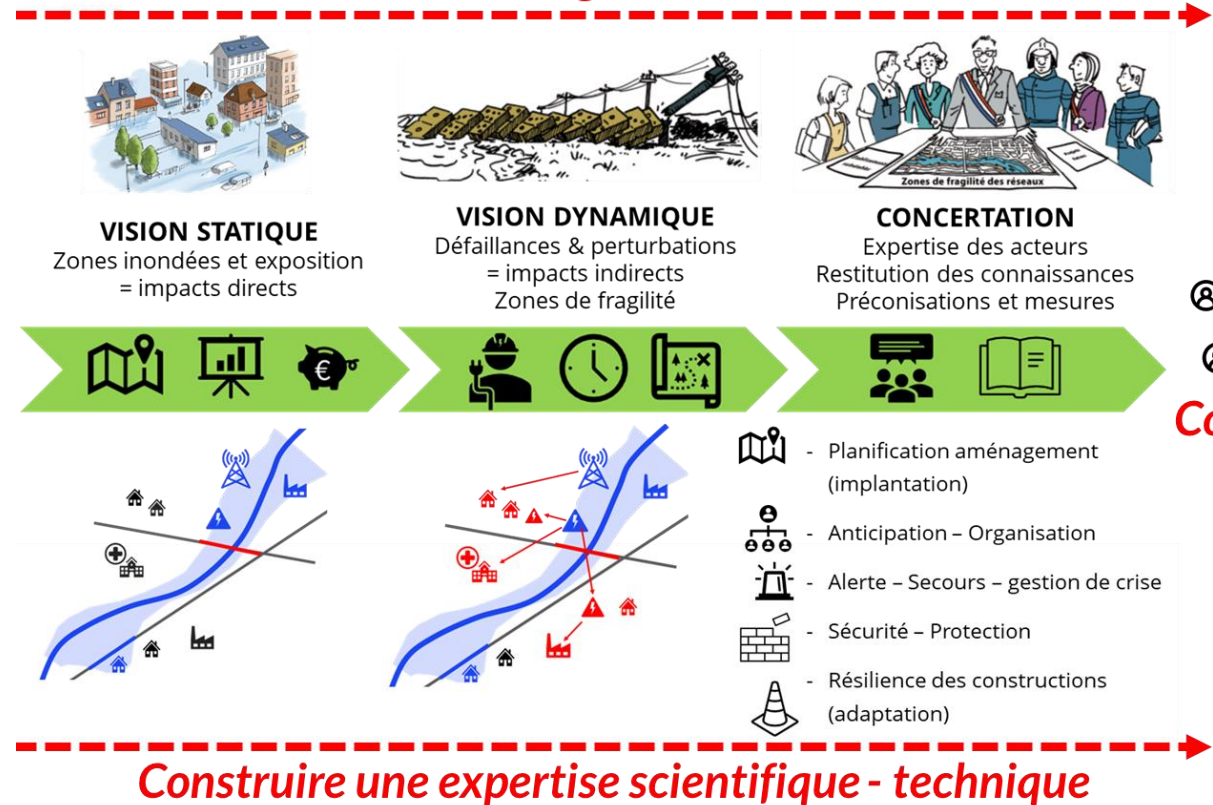 VISION STATIQUE
Zones inondées et exposition
= impacts directs
VISION DYNAMIQUE
Défaillances & perturbations
= impacts indirects
Zones de fragilité
Zones de fragilité des réseaux
CONCERTATION
Expertise des acteurs
Restitution des connaissances
Préconisations et mesures
€
Co
- Planification aménagement
(implantation)
- Anticipation – Organisation
- Alerte – Secours – gestion de crise
- Sécurité – Protection
- Résilience des constructions
(adaptation)
Construire une expertise scientifique - technique